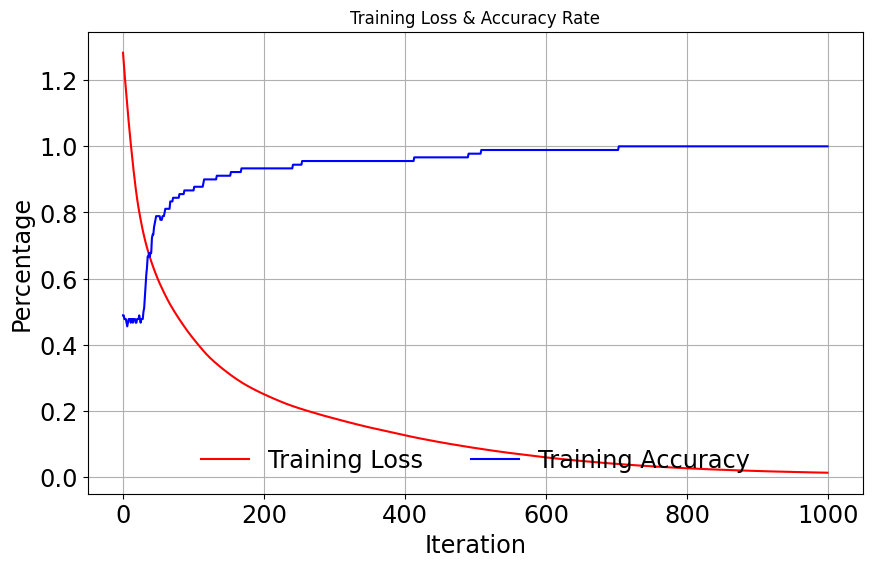 Training Loss & Accuracy Rate
Percentage
1.2
1.0
0.8
0.6
0.4
0.2
0.0
Training Loss Training Accuracy
0 200 400 600 800 1000
Iteration